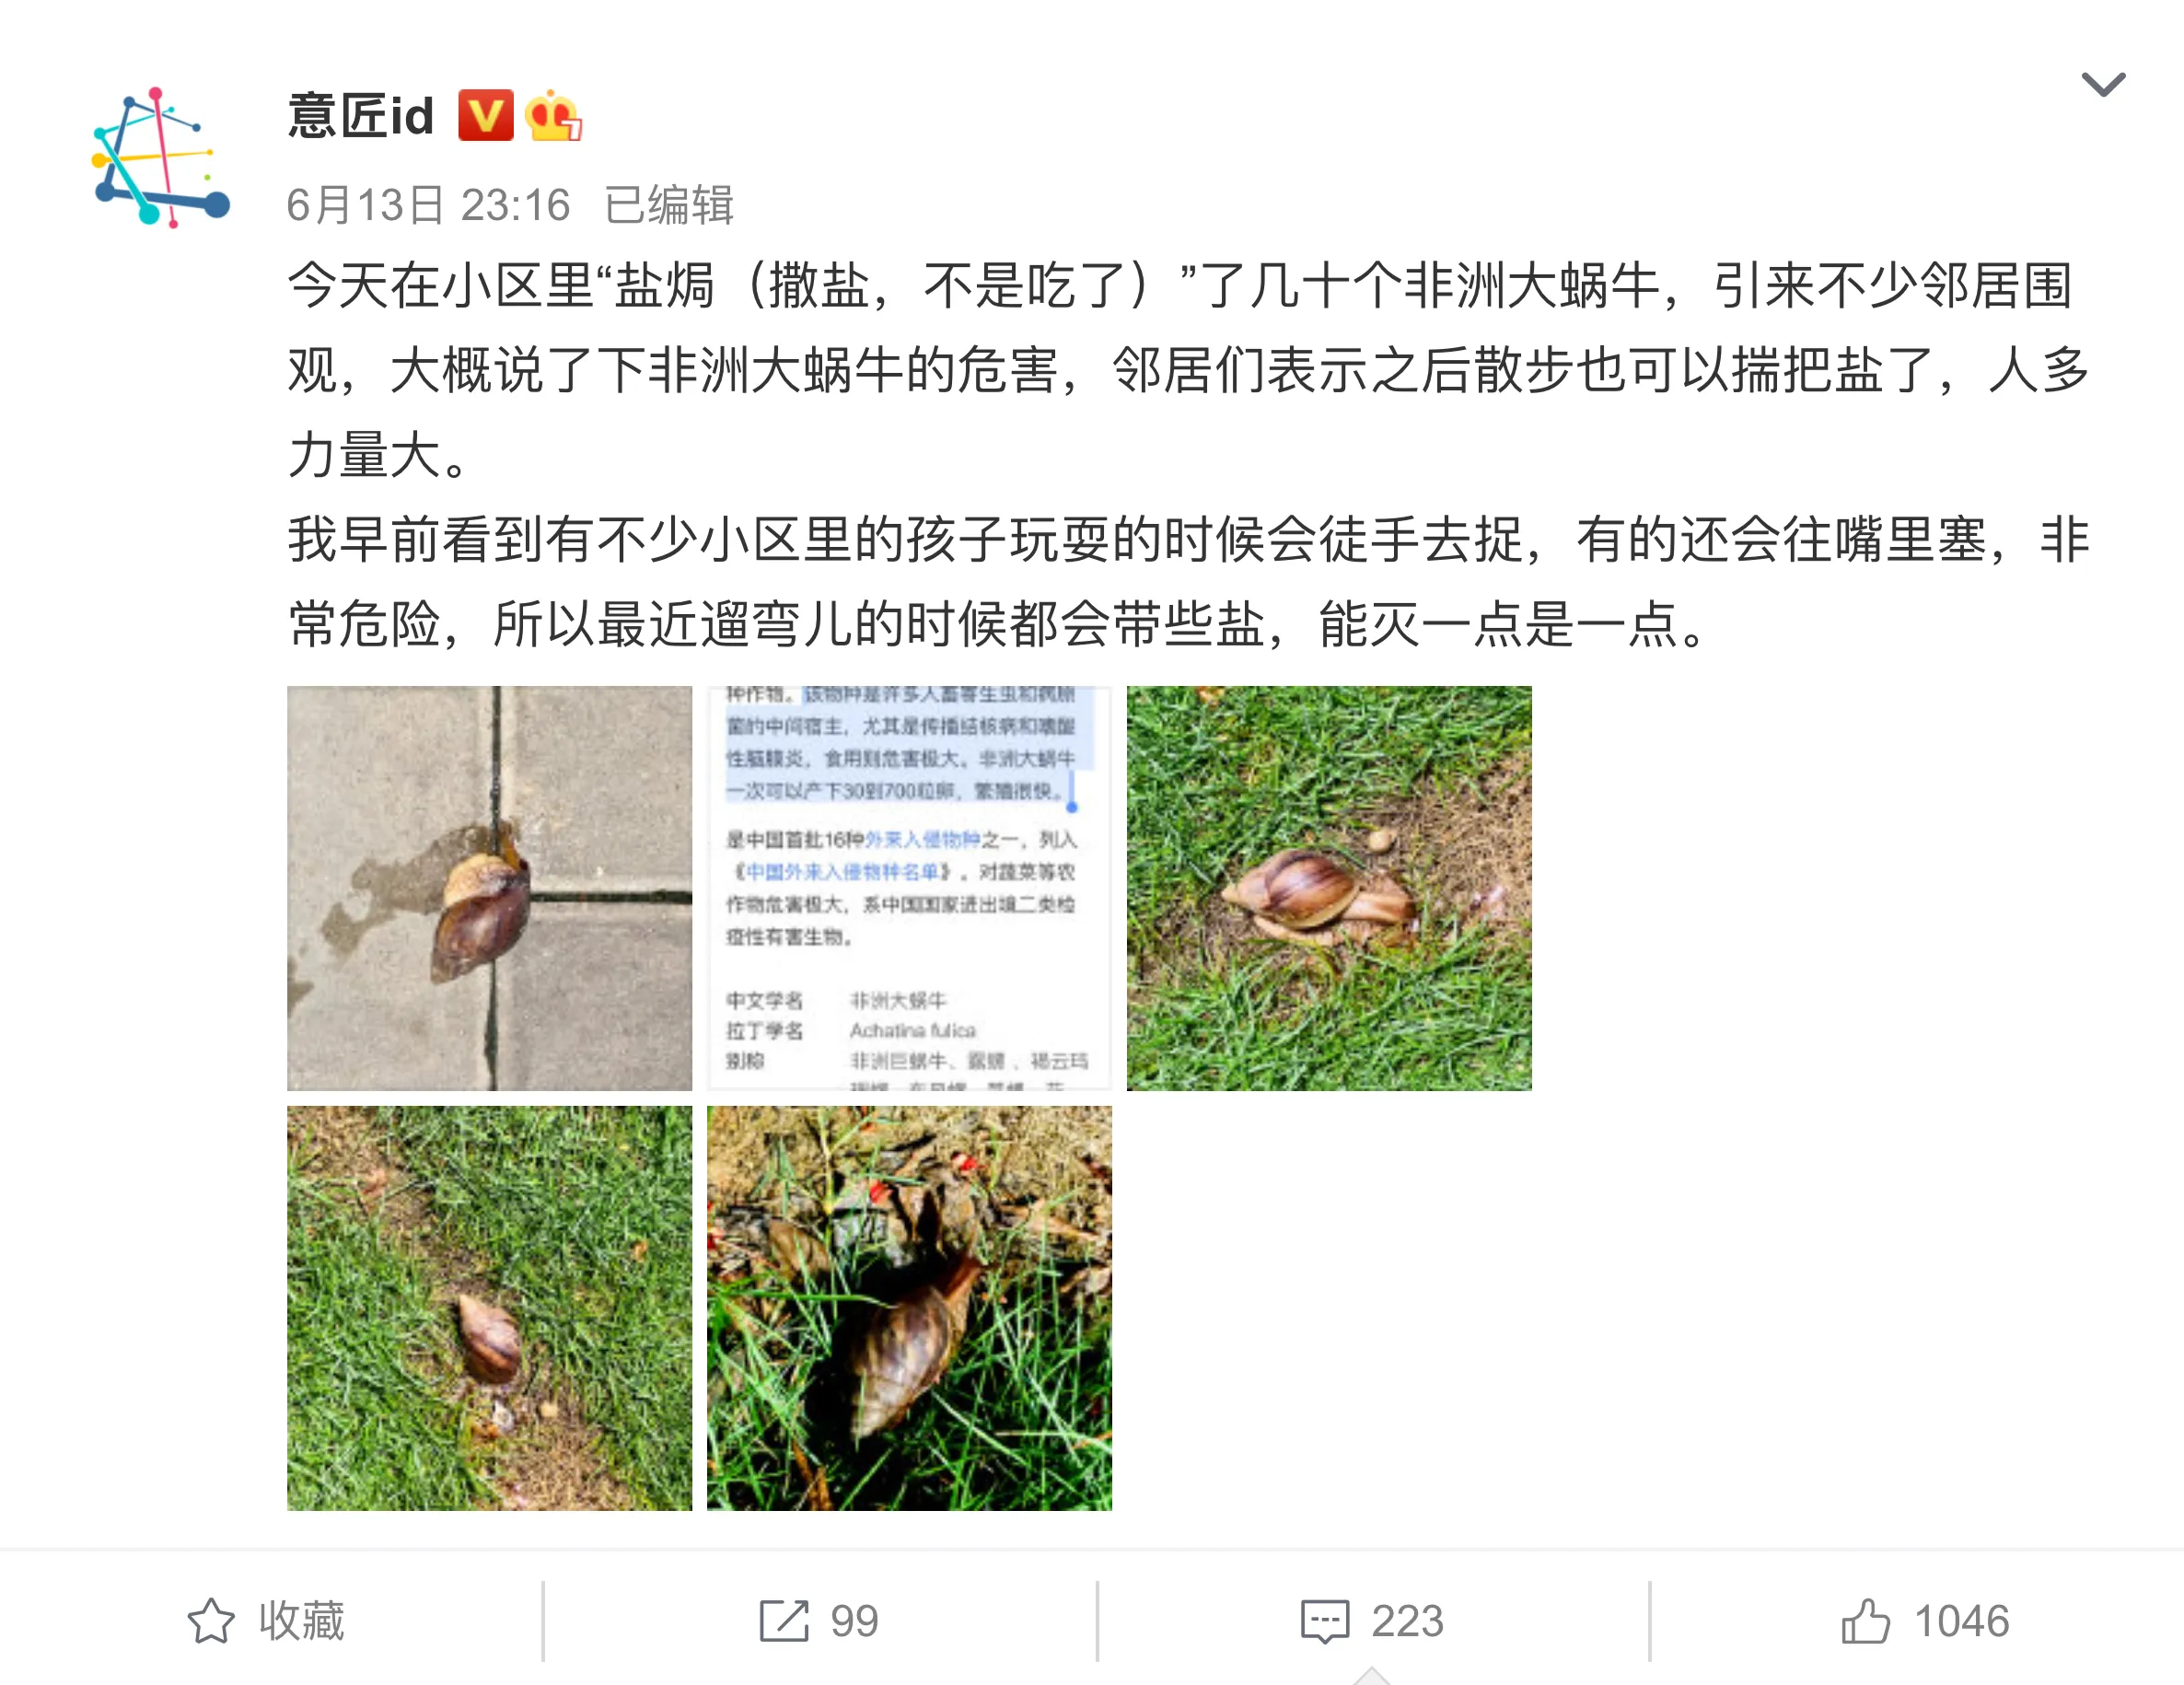 意匠id
6月13日 23:16 已编辑
今天在小区里“盐焗（撒盐，不是吃了）”了几十个非洲大蜗牛，引来不少邻居围
观，大概说了下非洲大蜗牛的危害，邻居们表示之后散步也可以揣把盐了，人多
力量大。
我早前看到有不少小区里的孩子玩耍的时候会徒手去捉，有的还会往嘴里塞，非
常危险，所以最近遛弯儿的时候都会带些盐，能灭一点是一点。
种作物。该物种是许多人畜寄生虫和病原
菌的中间宿主，尤其是传播结核病和嗜酸
性脑膜炎，食用则危害极大。非洲大蜗牛
一次可以产下30到700粒卵，繁殖很快。
是中国首批16种外来入侵物种之一，列入
《中国外来入侵物种名单》。对蔬菜等农
作物危害极大，系中国国家进出境二类检
疫性有害生物。
中文学名 非洲大蜗牛
拉丁学名 Achatina fulica
别称 非洲巨蜗牛、露螺、褐云玛
收藏
99
223
1046